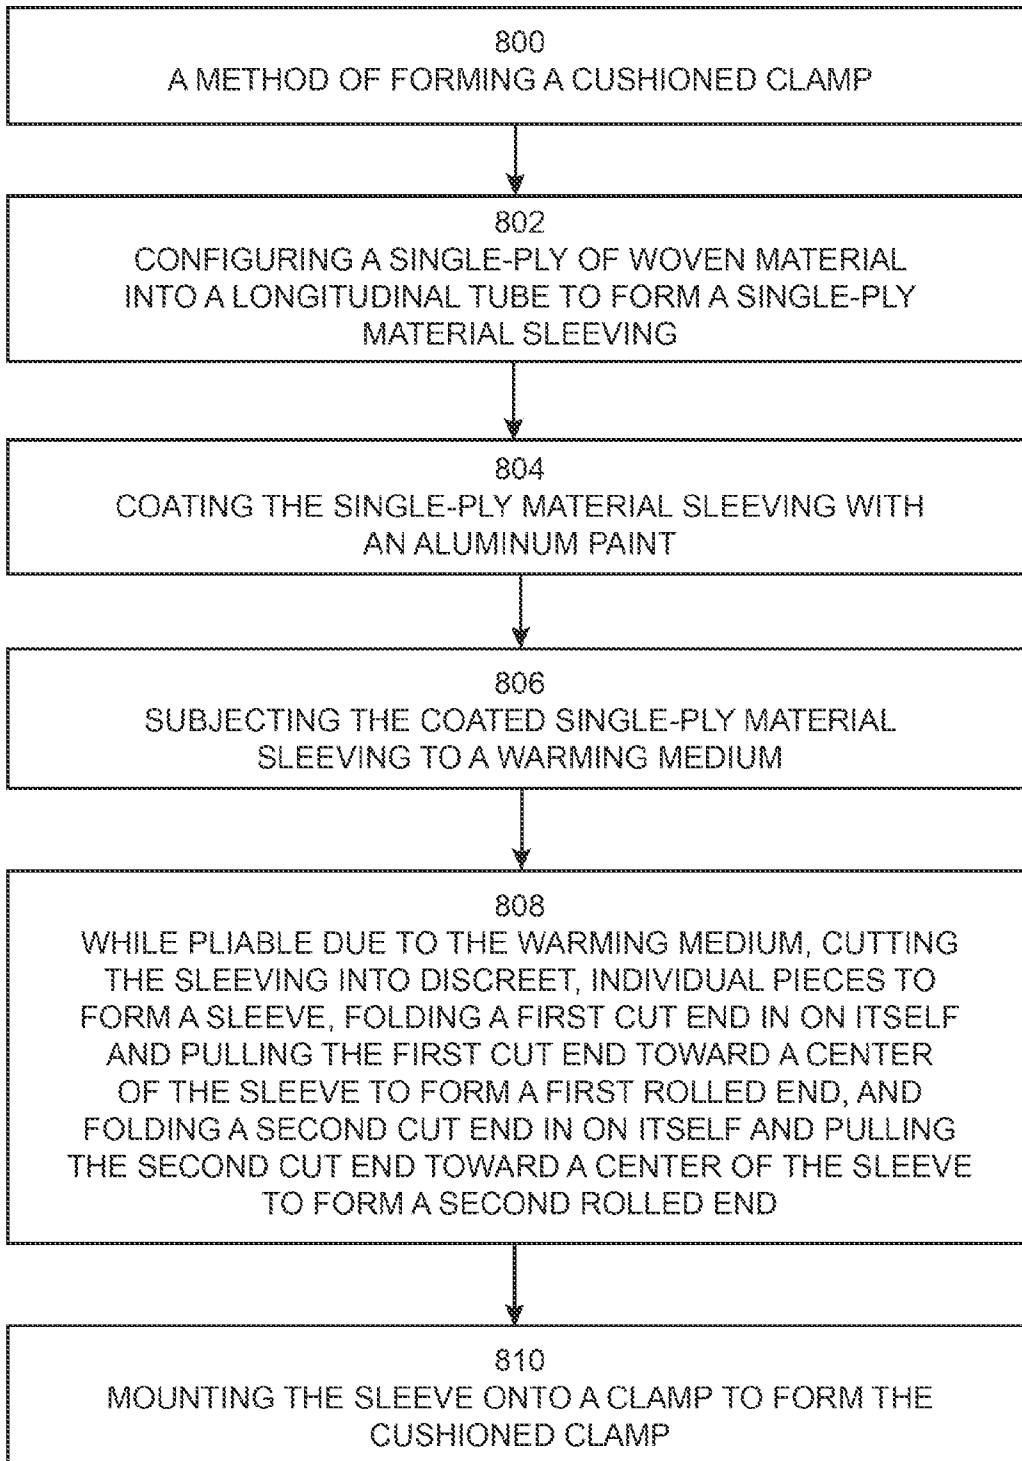 800
A METHOD OF FORMING A CUSHIONED CLAMP
802
CONFIGURING A SINGLE-PLY OF WOVEN MATERIAL
INTO A LONGITUDINAL TUBE TO FORM A SINGLE-PLY
MATERIAL SLEEVING
804
COATING THE SINGLE-PLY MATERIAL SLEEVING WITH
AN ALUMINUM PAINT
806
SUBJECTING THE COATED SINGLE-PLY MATERIAL
SLEEVING TO A WARMING MEDIUM
808
WHILE PLIABLE DUE TO THE WARMING MEDIUM, CUTTING
THE SLEEVING INTO DISCREET, INDIVIDUAL PIECES TO
FORM A SLEEVE, FOLDING A FIRST CUT END IN ON ITSELF
AND PULLING THE FIRST CUT END TOWARD A CENTER
OF THE SLEEVE TO FORM A FIRST ROLLED END, AND
FOLDING A SECOND CUT END IN ON ITSELF AND PULLING
THE SECOND CUT END TOWARD A CENTER OF THE SLEEVE
TO FORM A SECOND ROLLED END
810
MOUNTING THE SLEEVE ONTO A CLAMP TO FORM THE
CUSHIONED CLAMP